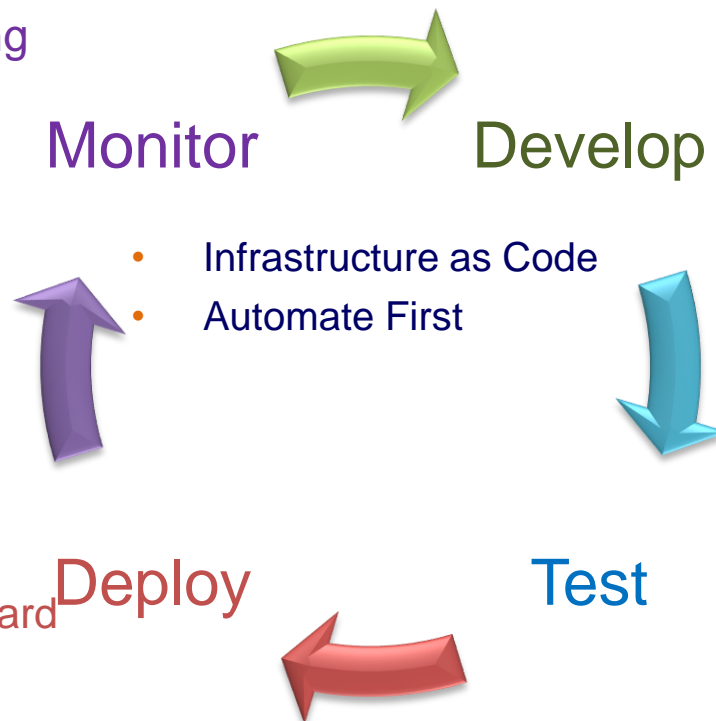 Monitor
Develop
• Infrastructure as Code
• Automate First
Deploy
Test